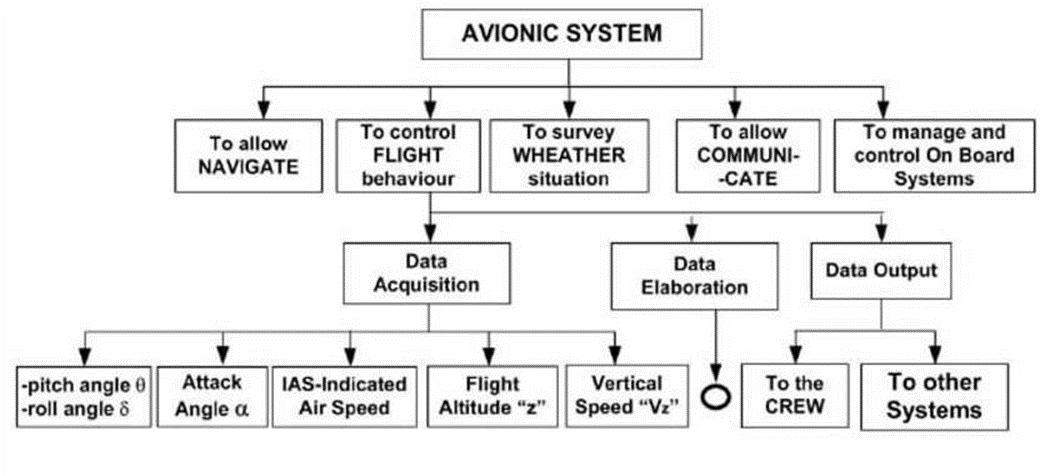 AVIONIC SYSTEM
To allow
NAVIGATE
To control
FLIGHT
behaviour
To survey
WHEATHER
situation
To allow
COMMUNI-
-CATE
To manage and
control On Board
Systems
Data
Acquisition
Data
Elaboration
Data Output
-pitch angle θ
-roll angle δ
Attack
Angle α
IAS-Indicated
Air Speed
Flight
Altitude “z”
Vertical
Speed “Vz”
To the
CREW
To other
Systems